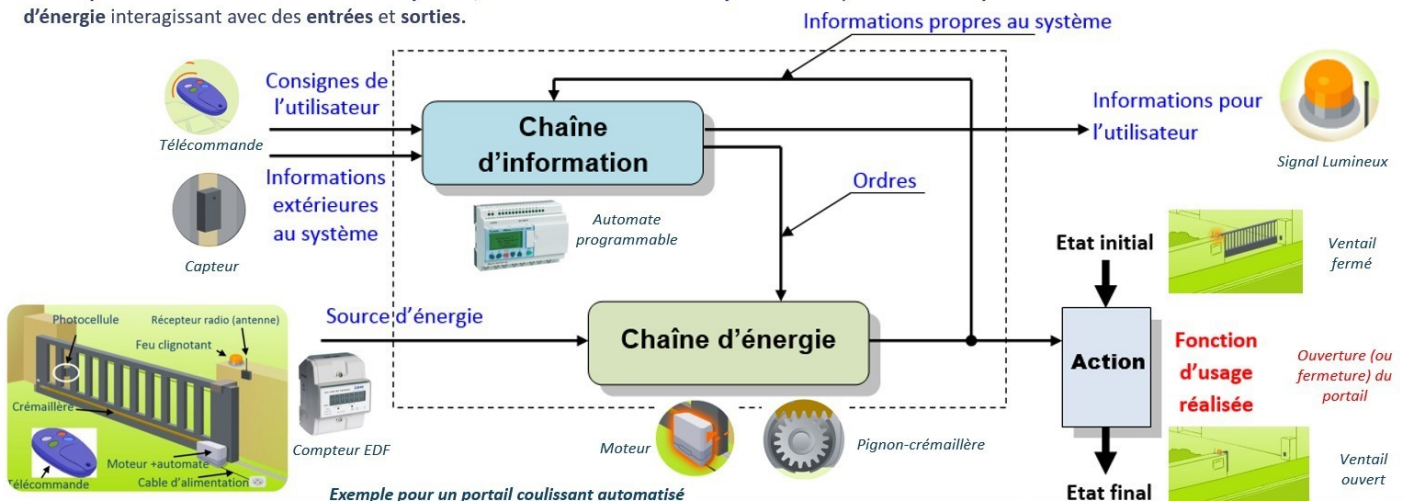 d'énergie interagissant avec des entrées et sorties.
Informations propres au système
Consignes de
l'utilisateur
Télécommande
Chaîne
d'information
Informations pour
l'utilisateur
Signal Lumineux
Informations
extérieures
au système
Capteur
Automate
programmable
Ordres
Etat initial
Ventail
fermé
Photocellule
Récepteur radio (antenne)
Feu clignotant
Crémaillère
Moteur +automate
Télécommande
Cable d'alimentation
Source d'énergie
Compteur EDF
Chaîne d'énergie
Moteur
Pignon-crémaillère
Action
Fonction
d'usage
réalisée
Ouverture (ou
fermeture) du
portail
Etat final
Ventail
ouvert
Exemple pour un portail coulissant automatisé